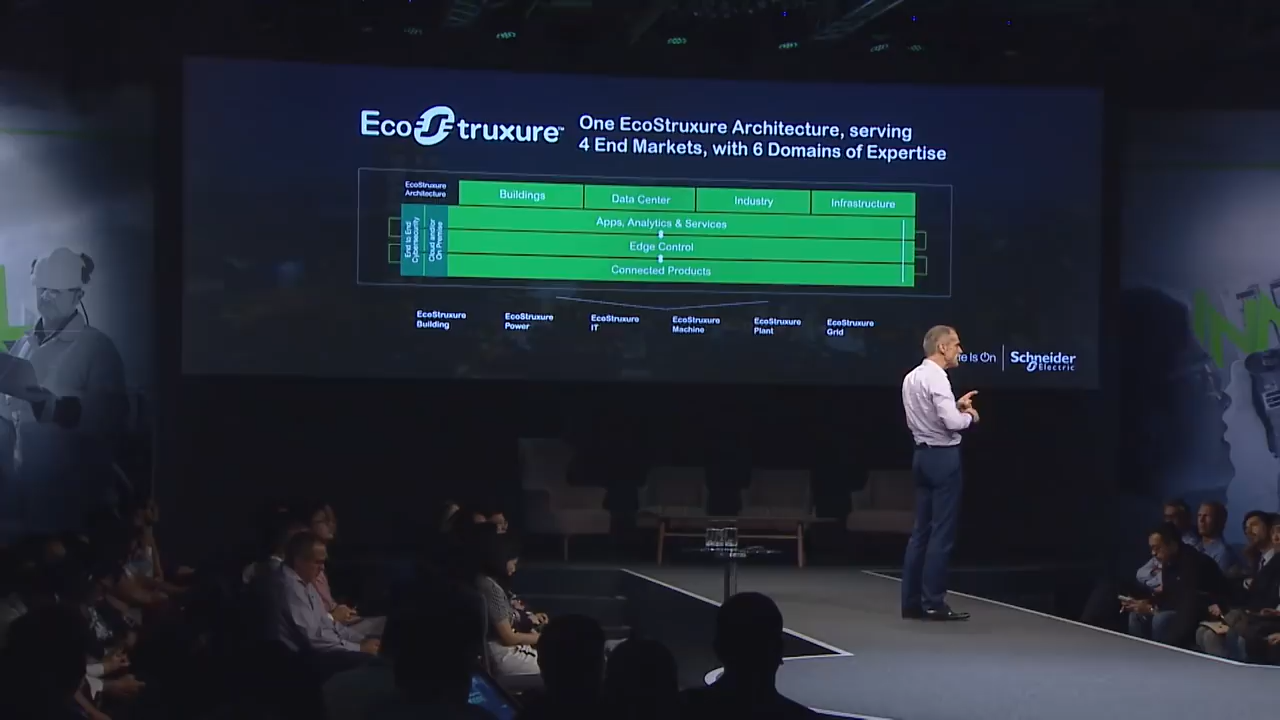 EcoStruxure™
One EcoStruxure Architecture, serving
4 End Markets, with 6 Domains of Expertise
EcoStruxure
Architecture
Buildings
Data Center
Industry
Infrastructure
End to End
Cybersecurity
Cloud and/or
On Premise
Apps, Analytics & Services
Edge Control
Connected Products
EcoStruxure
Building
EcoStruxure
Power
EcoStruxure
IT
EcoStruxure
Machine
EcoStruxure
Plant
EcoStruxure
Grid
Is On
Schneider
Electric